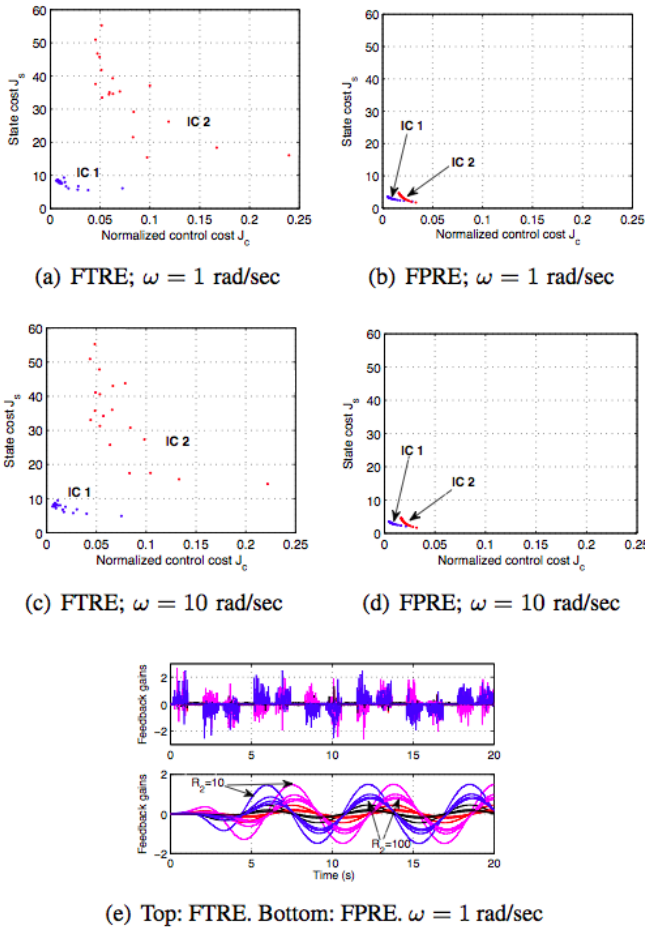 60
50
40
30
20
10
0
State cost J_s
IC 2
IC 1
0 0.05 0.1 0.15 0.2 0.25
Normalized control cost J_c
(a) FTRE; ω = 1 rad/sec
60
50
40
30
20
10
0
State cost J_s
IC 1
IC 2
0 0.05 0.1 0.15 0.2 0.25
Normalized control cost J_c
(b) FPRE; ω = 1 rad/sec
60
50
40
30
20
10
0
State cost J_s
IC 2
IC 1
0 0.05 0.1 0.15 0.2 0.25
Normalized control cost J_c
(c) FTRE; ω = 10 rad/sec
60
50
40
30
20
10
0
State cost J_s
IC 1
IC 2
0 0.05 0.1 0.15 0.2 0.25
Normalized control cost J_c
(d) FPRE; ω = 10 rad/sec
Feedback gains
2
0
-2
0 5 10 15 20
Feedback gains
2
0
-2
R_2=10
R_2=100
0 5 10 15 20
Time (s)
(e) Top: FTRE. Bottom: FPRE. ω = 1 rad/sec